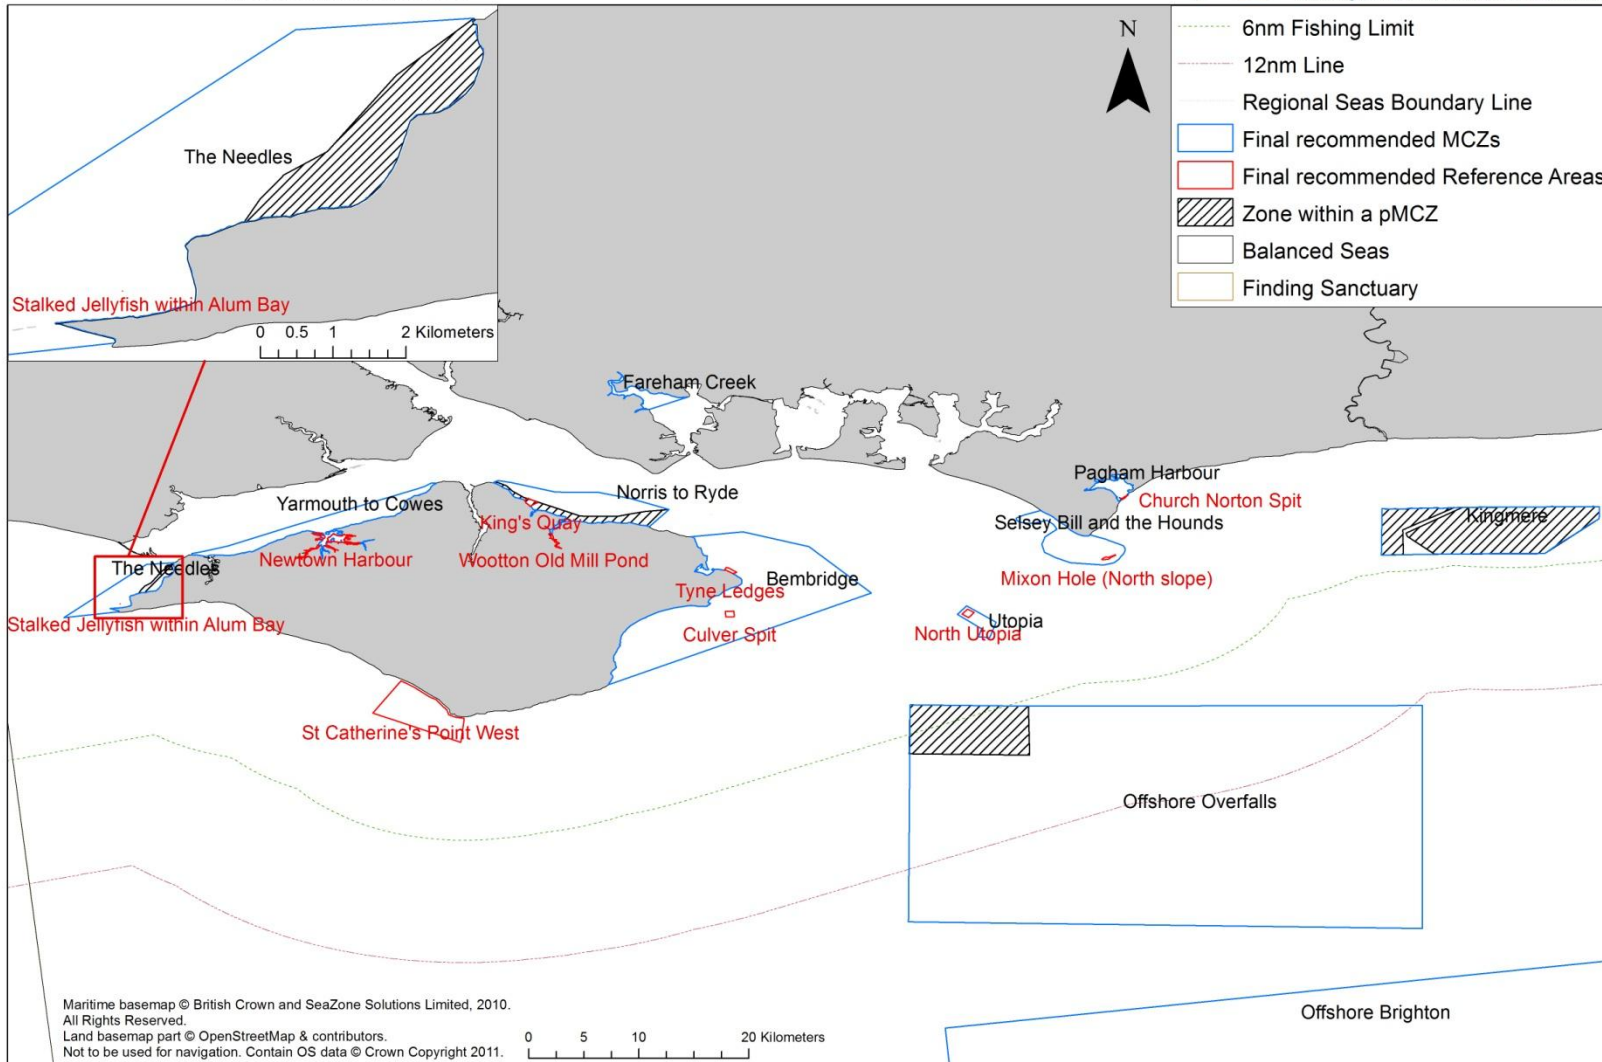 N
6nm Fishing Limit
12nm Line
Regional Seas Boundary Line
Final recommended MCZs
Final recommended Reference Areas
Zone within a pMCZ
Balanced Seas
Finding Sanctuary
The Needles
Stalked Jellyfish within Alum Bay
0 0.5 1 2 Kilometers
Fareham Creek
Pagham Harbour
Church Norton Spit
Yarmouth to Cowes
Norris to Ryde
King's Quay
Selsey Bill and the Hounds
Kingmere
Newtown Harbour
Wootton Old Mill Pond
The Needles
Bembridge
Mixon Hole (North slope)
Tyne Ledges
Stalked Jellyfish within Alum Bay
Culver Spit
Utopia
North Utopia
St Catherine's Point West
Offshore Overfalls
Offshore Brighton
Maritime basemap © British Crown and SeaZone Solutions Limited, 2010.
All Rights Reserved.
Land basemap part © OpenStreetMap & contributors.
Not to be used for navigation. Contain OS data © Crown Copyright 2011.
0 5 10 20 Kilometers